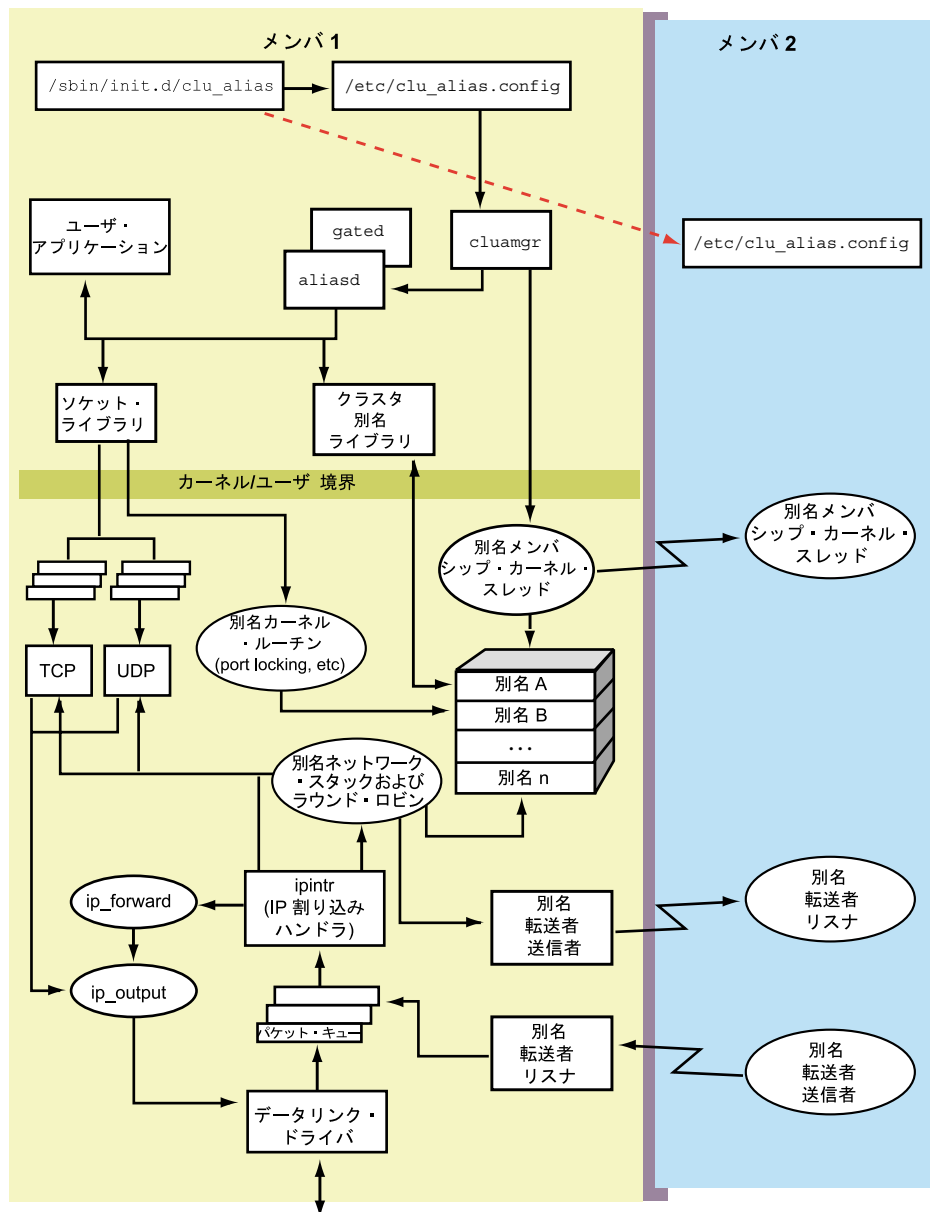 メンバ 1
メンバ 2
/sbin/init.d/clu_alias
/etc/clu_alias.config
ユーザ・
アプリケーション
gated
aliasd
cluamgr
/etc/clu_alias.config
ソケット・
ライブラリ
クラスタ
別名
ライブラリ
カーネル/ユーザ 境界
別名メンバ
シップ・カーネル・
スレッド
別名メンバ
シップ・カーネル・
スレッド
別名カーネル
・ルーチン
(port locking, etc)
TCP
UDP
別名 A
別名 B
...
別名 n
別名ネットワーク
・スタックおよび
ラウンド・ロビン
ip_forward
ipintr
(IP 割り込み
ハンドラ)
別名
転送者
送信者
別名
転送者
リスナ
ip_output
パケット・キュー
別名
転送者
リスナ
別名
転送者
送信者
データリンク・
ドライバ